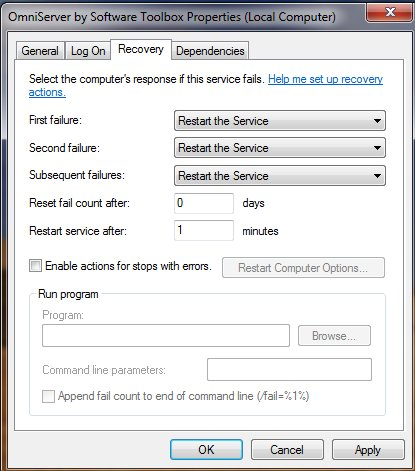 OmniServer by Software Toolbox Properties (Local Computer)
General Log On Recovery Dependencies
Select the computer's response if this service fails. Help me set up recovery
actions.
First failure: Restart the Service
Second failure: Restart the Service
Subsequent failures: Restart the Service
Reset fail count after: 0 days
Restart service after: 1 minutes
Enable actions for stops with errors. Restart Computer Options...
Run program
Program:
Browse...
Command line parameters:
Append fail count to end of command line (/fail=%1%)
OK Cancel Apply